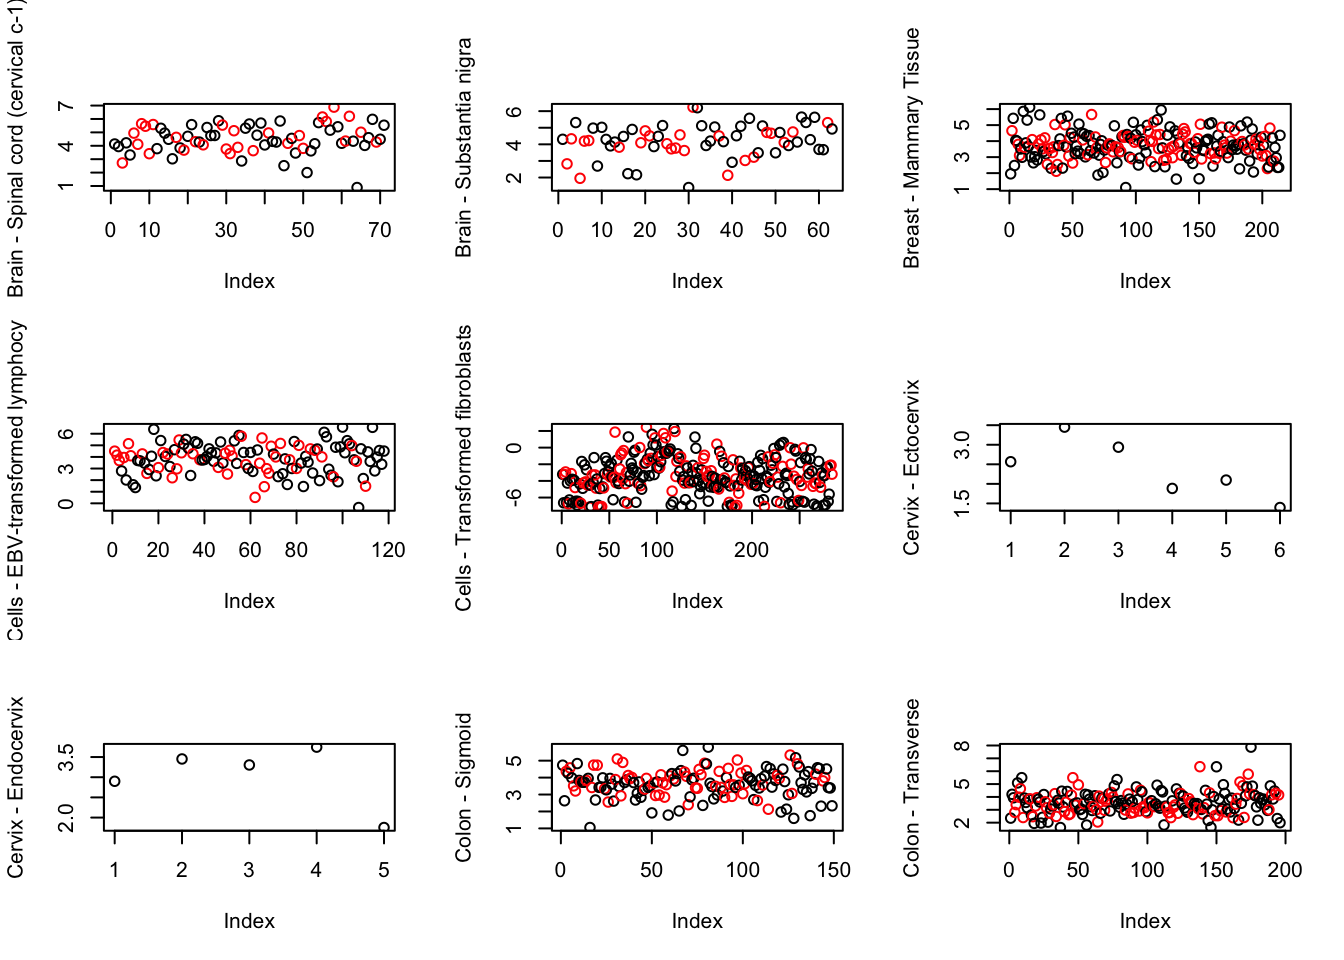 Brain - Spinal cord (cervical c-1)
7
4
1
0 10 30 50 70
Index
Brain - Substantia nigra
6
4
2
0 10 20 30 40 50 60
Index
Breast - Mammary Tissue
5
3
1
0 50 100 150 200
Index
Cells - EBV-transformed lymphocy
6
3
0
0 20 40 60 80 120
Index
Cells - Transformed fibroblasts
0
-6
0 50 100 200
Index
Cervix - Ectocervix
3.0
1.5
1 2 3 4 5 6
Index
Cervix - Endocervix
3.5
2.0
1 2 3 4 5
Index
Colon - Sigmoid
5
3
1
0 50 100 150
Index
Colon - Transverse
8
5
2
0 50 100 150 200
Index